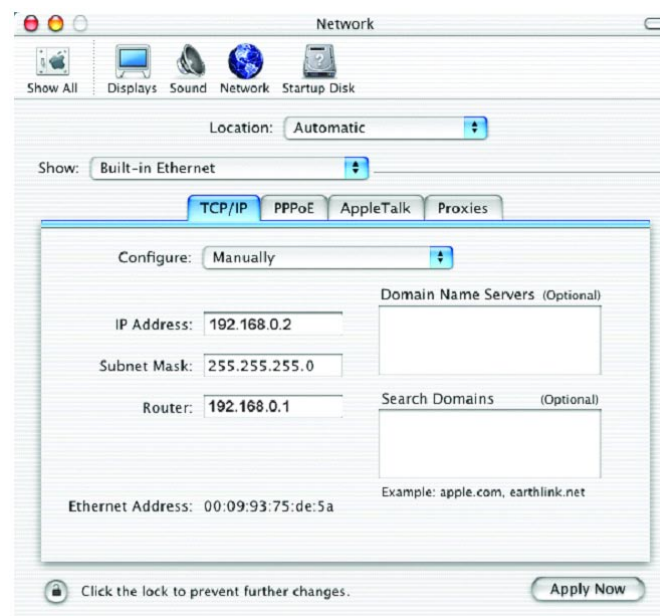 Network
Show All Displays Sound Network Startup Disk
Location: Automatic
Show: Built-in Ethernet
TCP/IP PPPoE AppleTalk Proxies
Configure: Manually
Domain Name Servers (Optional)
IP Address: 192.168.0.2
Subnet Mask: 255.255.255.0
Router: 192.168.0.1
Search Domains (Optional)
Example: apple.com, earthlink.net
Ethernet Address: 00:09:93:75:de:5a
Click the lock to prevent further changes.
Apply Now